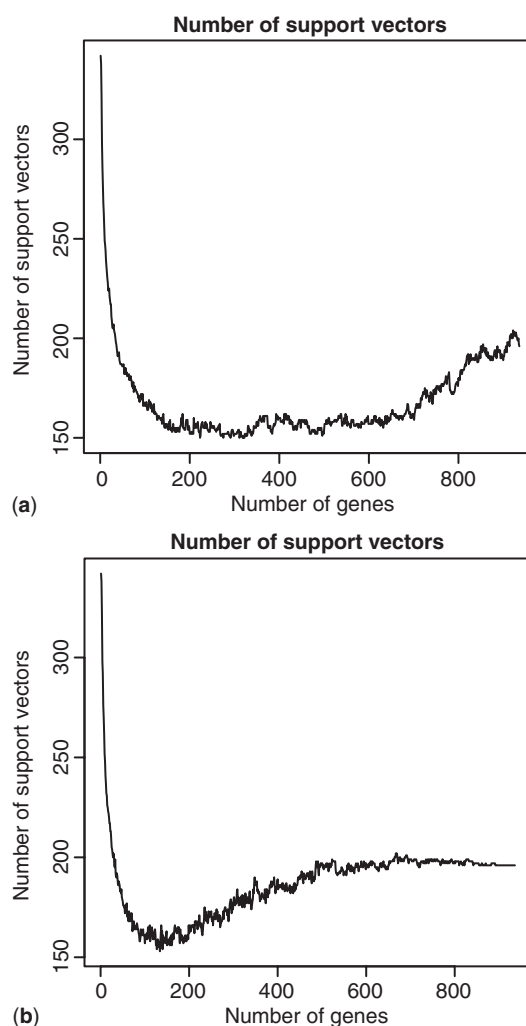 Number of support vectors
Number of support vectors
300
250
200
150
0 200 400 600 800
Number of genes
(a)
Number of support vectors
Number of support vectors
300
250
200
150
0 200 400 600 800
Number of genes
(b)